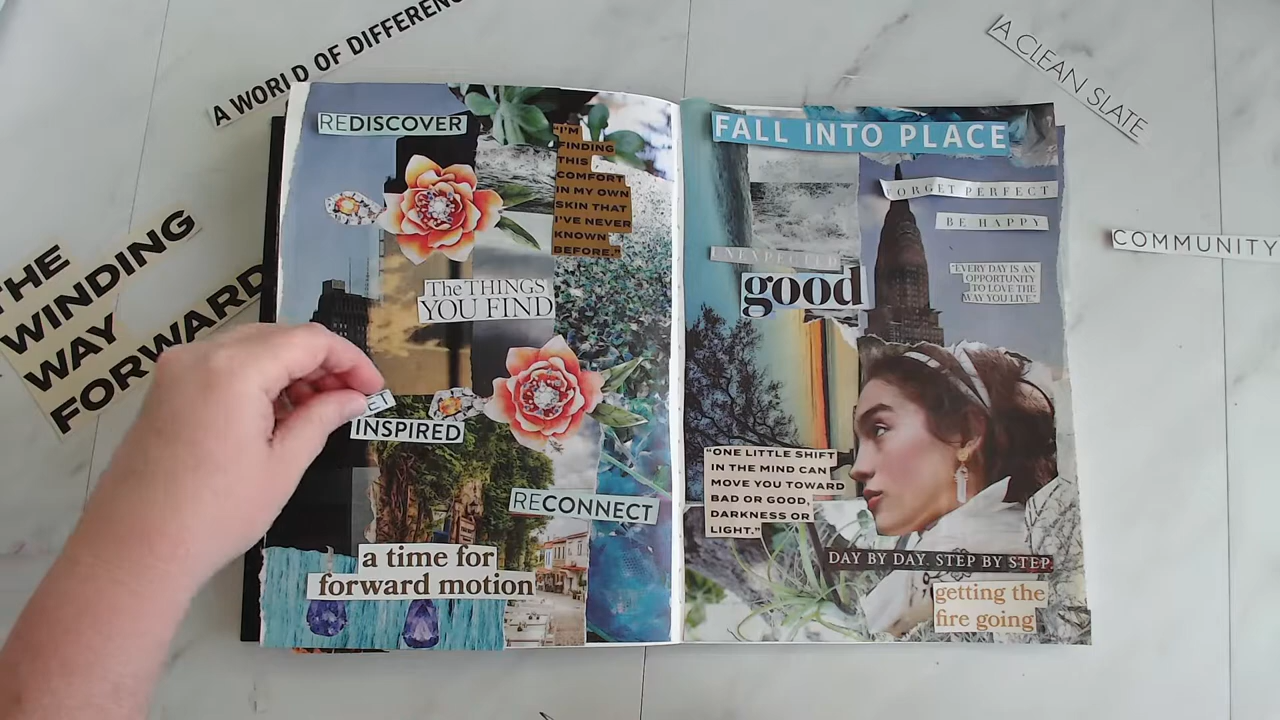 A WORLD OF DIFFERENC
THE
WINDING
WAY
FORWARD
REDISCOVER
"I'M
FINDING
THIS
COMFORT
IN MY OWN
SKIN THAT
I'VE NEVER
KNOWN
BEFORE."
The THINGS
YOU FIND
ET
INSPIRED
RECONNECT
a time for
forward motion
FALL INTO PLACE
FORGET PERFECT
BE HAPPY
UNEXPECTED
good
"EVERY DAY IS AN
OPPORTUNITY
TO LOVE THE
WAY YOU LIVE."
"ONE LITTLE SHIFT
IN THE MIND CAN
MOVE YOU TOWARD
BAD OR GOOD,
DARKNESS OR
LIGHT."
DAY BY DAY. STEP BY STEP.
getting the
fire going
A CLEAN SLATE
COMMUNITY